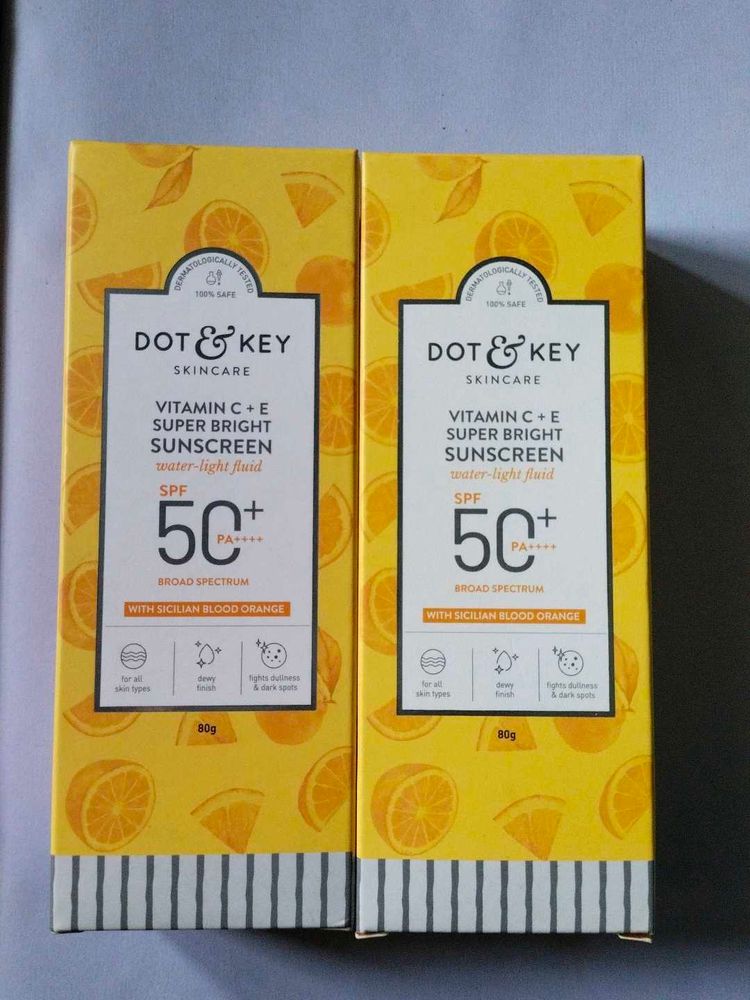 DERMATOLOGICALLY TESTED
100% SAFE
DOT & KEY
SKINCARE
VITAMIN C + E
SUPER BRIGHT
SUNSCREEN
water-light fluid
SPF
50+
PA++++
BROAD SPECTRUM
WITH SICILIAN BLOOD ORANGE
for all
skin types
dewy
finish
fights dullness
& dark spots
80g
DERMATOLOGICALLY TESTED
100% SAFE
DOT & KEY
SKINCARE
VITAMIN C + E
SUPER BRIGHT
SUNSCREEN
water-light fluid
SPF
50+
PA++++
BROAD SPECTRUM
WITH SICILIAN BLOOD ORANGE
for all
skin types
dewy
finish
fights dullness
& dark spots
80g